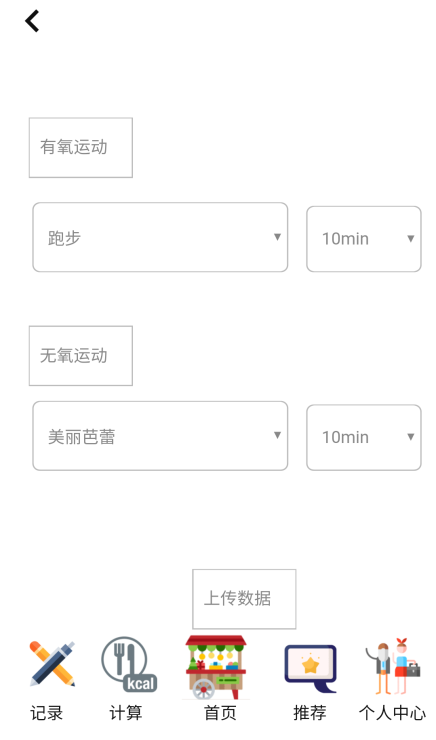 有氧运动
跑步
10min
无氧运动
美丽芭蕾
10min
上传数据
kcal
记录
计算
首页
推荐
个人中心